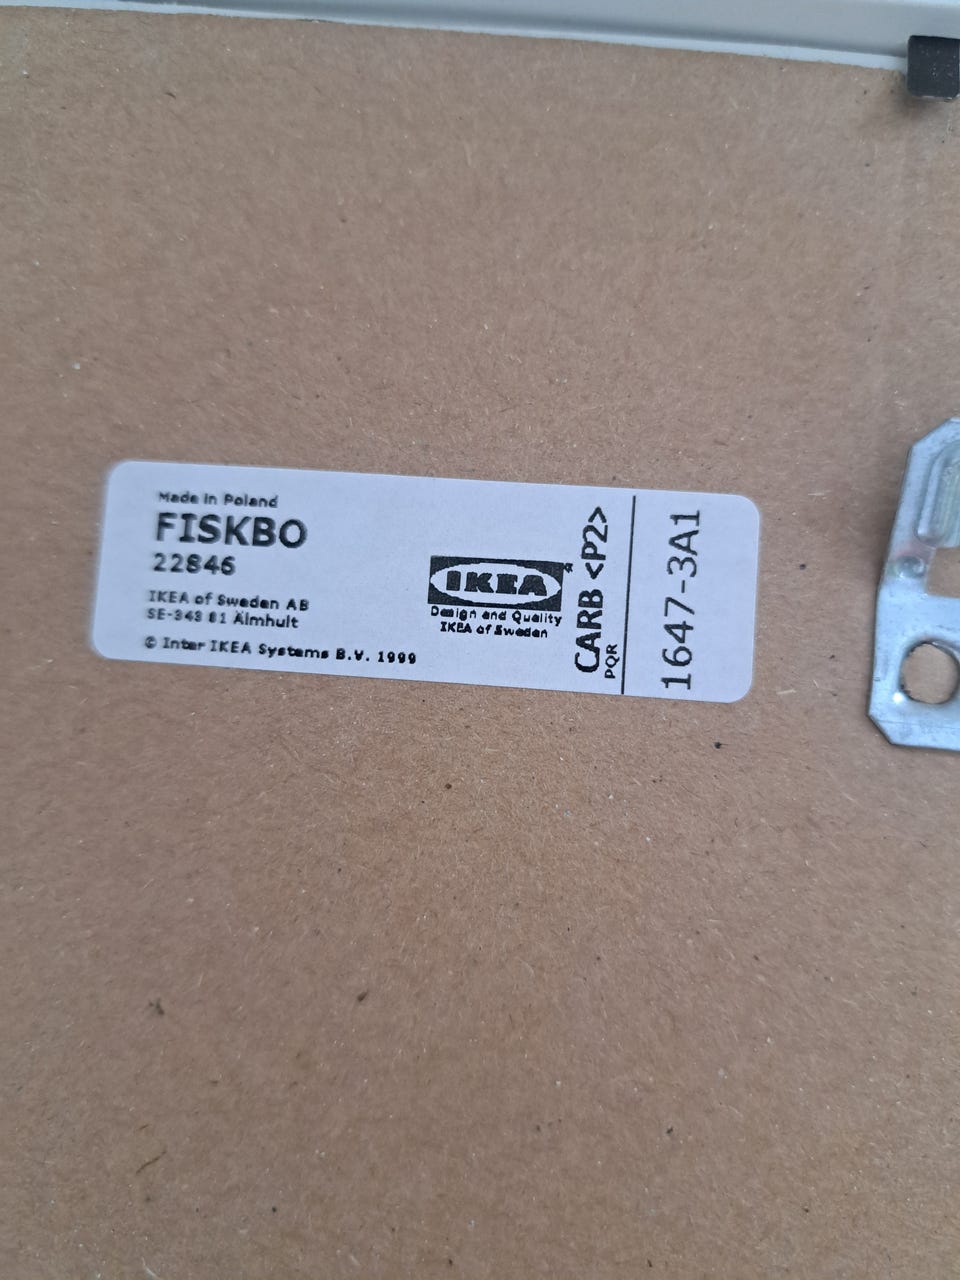 Made in Poland
FISKBO
22846
IKEA of Sweden AB
SE-343 81 Älmhult
© Inter IKEA Systems B.V. 1999
IKEA®
Design and Quality
IKEA of Sweden
CARB <P2>
PQR
1647-3A1